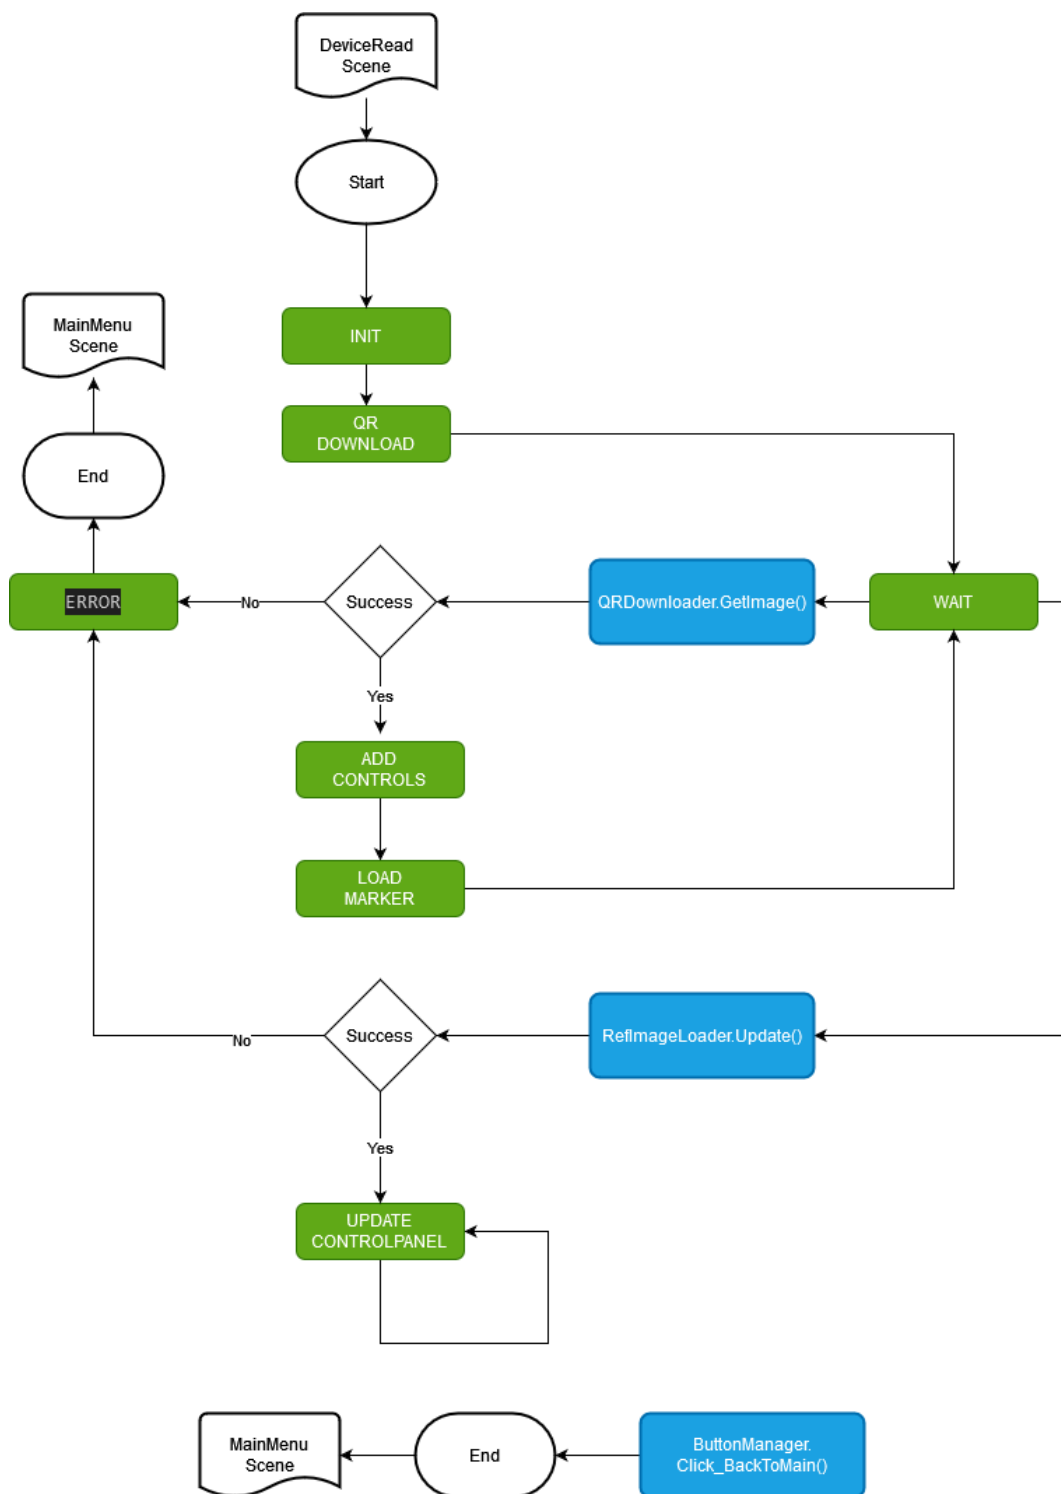 DeviceRead
Scene
Start
MainMenu
Scene
INIT
QR
DOWNLOAD
End
ERROR
No
Success
QRDownloader.GetImage()
WAIT
Yes
ADD
CONTROLS
LOAD
MARKER
No
Success
RefImageLoader.Update()
Yes
UPDATE
CONTROLPANEL
MainMenu
Scene
End
ButtonManager.
Click_BackToMain()